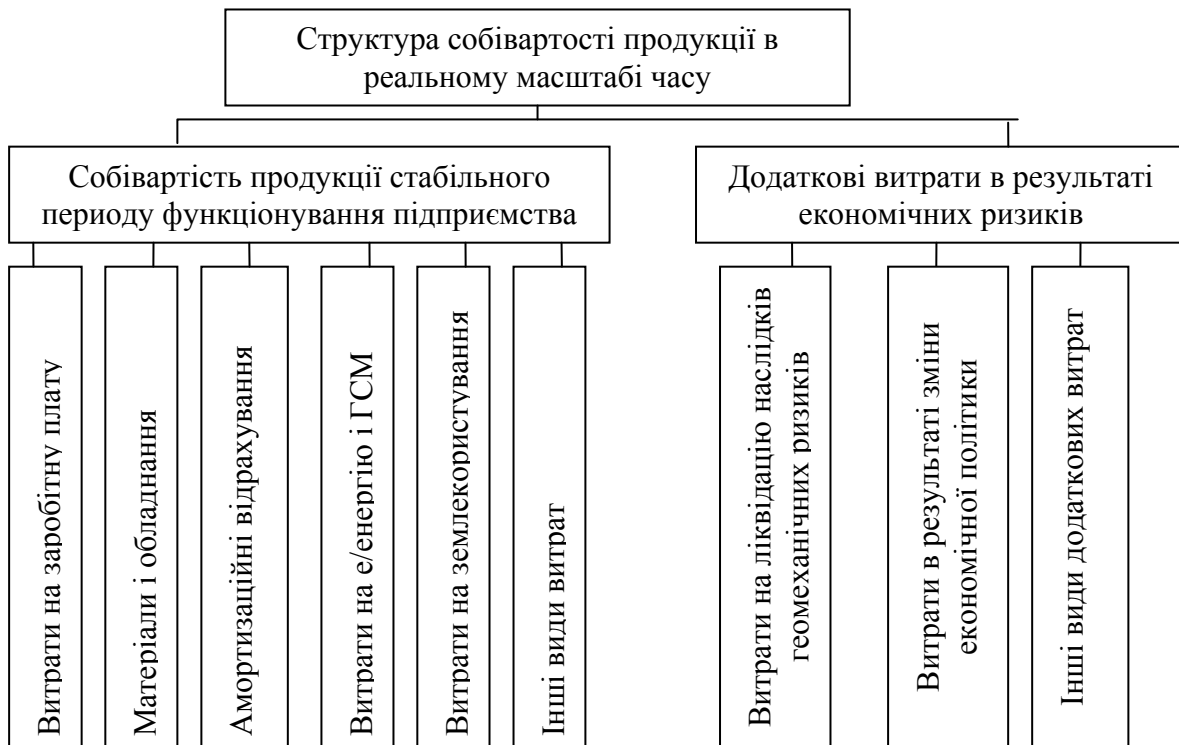 Структура собівартості продукції в
реальному масштабі часу
Собівартість продукції стабільного
периоду функціонування підприємства
Додаткові витрати в результаті
економічних ризиків
Витрати на заробітну плату
Матеріали і обладнання
Амортизаційні відрахування
Витрати на е/енергію і ГСМ
Витрати на землекористування
Інші види витрат
Витрати на ліквідацію наслідків
геомеханічних ризиків
Витрати в результаті зміни
економічної політики
Інші види додаткових витрат